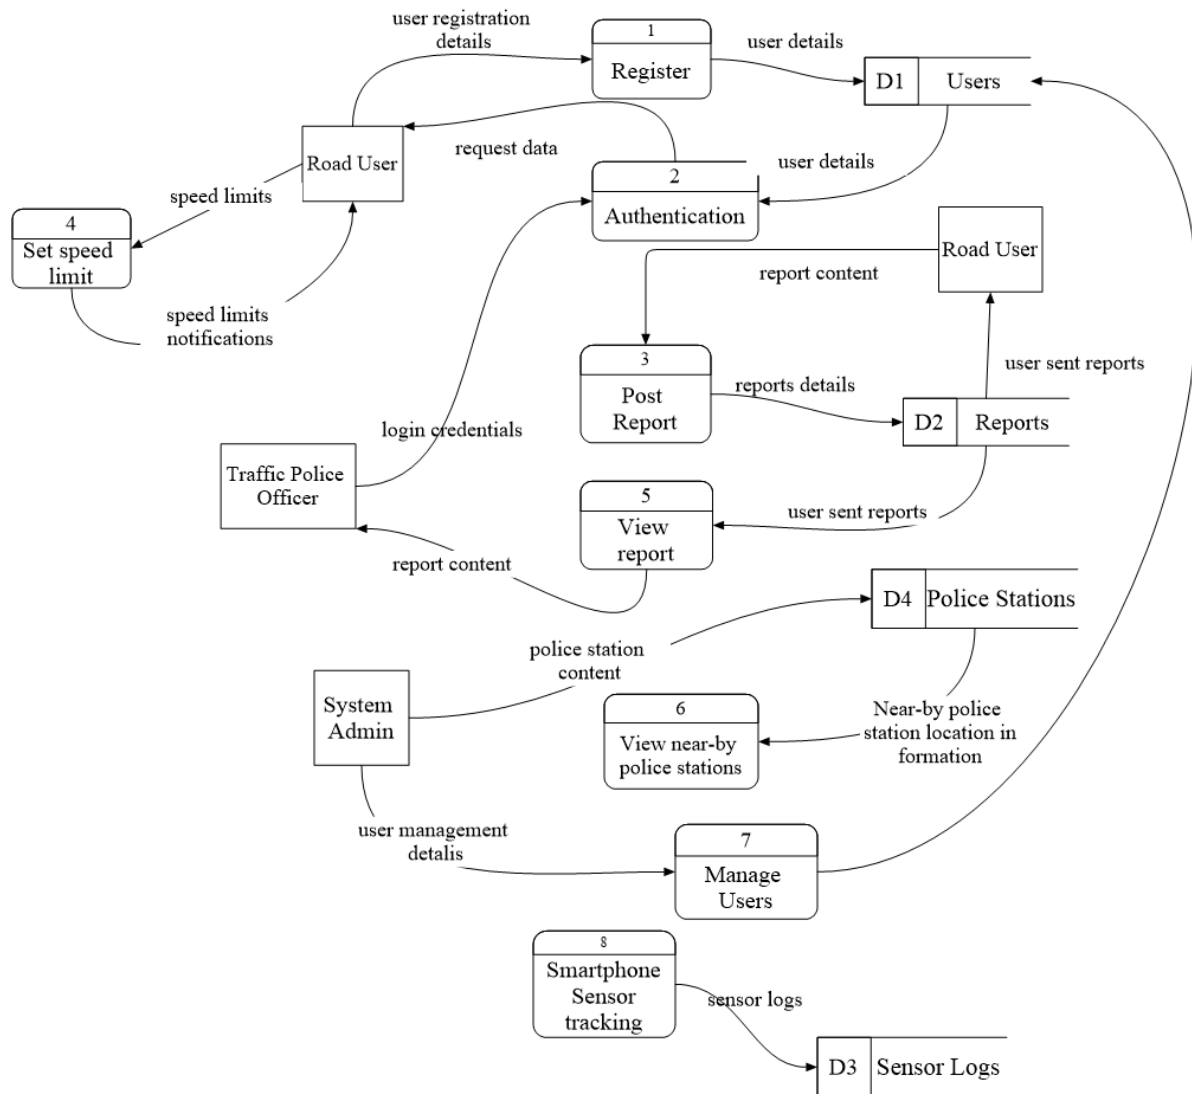 user registration
details
1
Register
user details
D1
Users
Road User
request data
user details
2
Authentication
speed limits
4
Set speed
limit
speed limits
notifications
Road User
report content
3
Post
Report
reports details
user sent reports
D2
Reports
login credentials
Traffic Police
Officer
5
View
report
user sent reports
report content
D4
Police Stations
police station
content
System
Admin
6
View near-by
police stations
Near-by police
station location in
formation
user management
detalis
7
Manage
Users
8
Smartphone
Sensor
tracking
sensor logs
D3
Sensor Logs